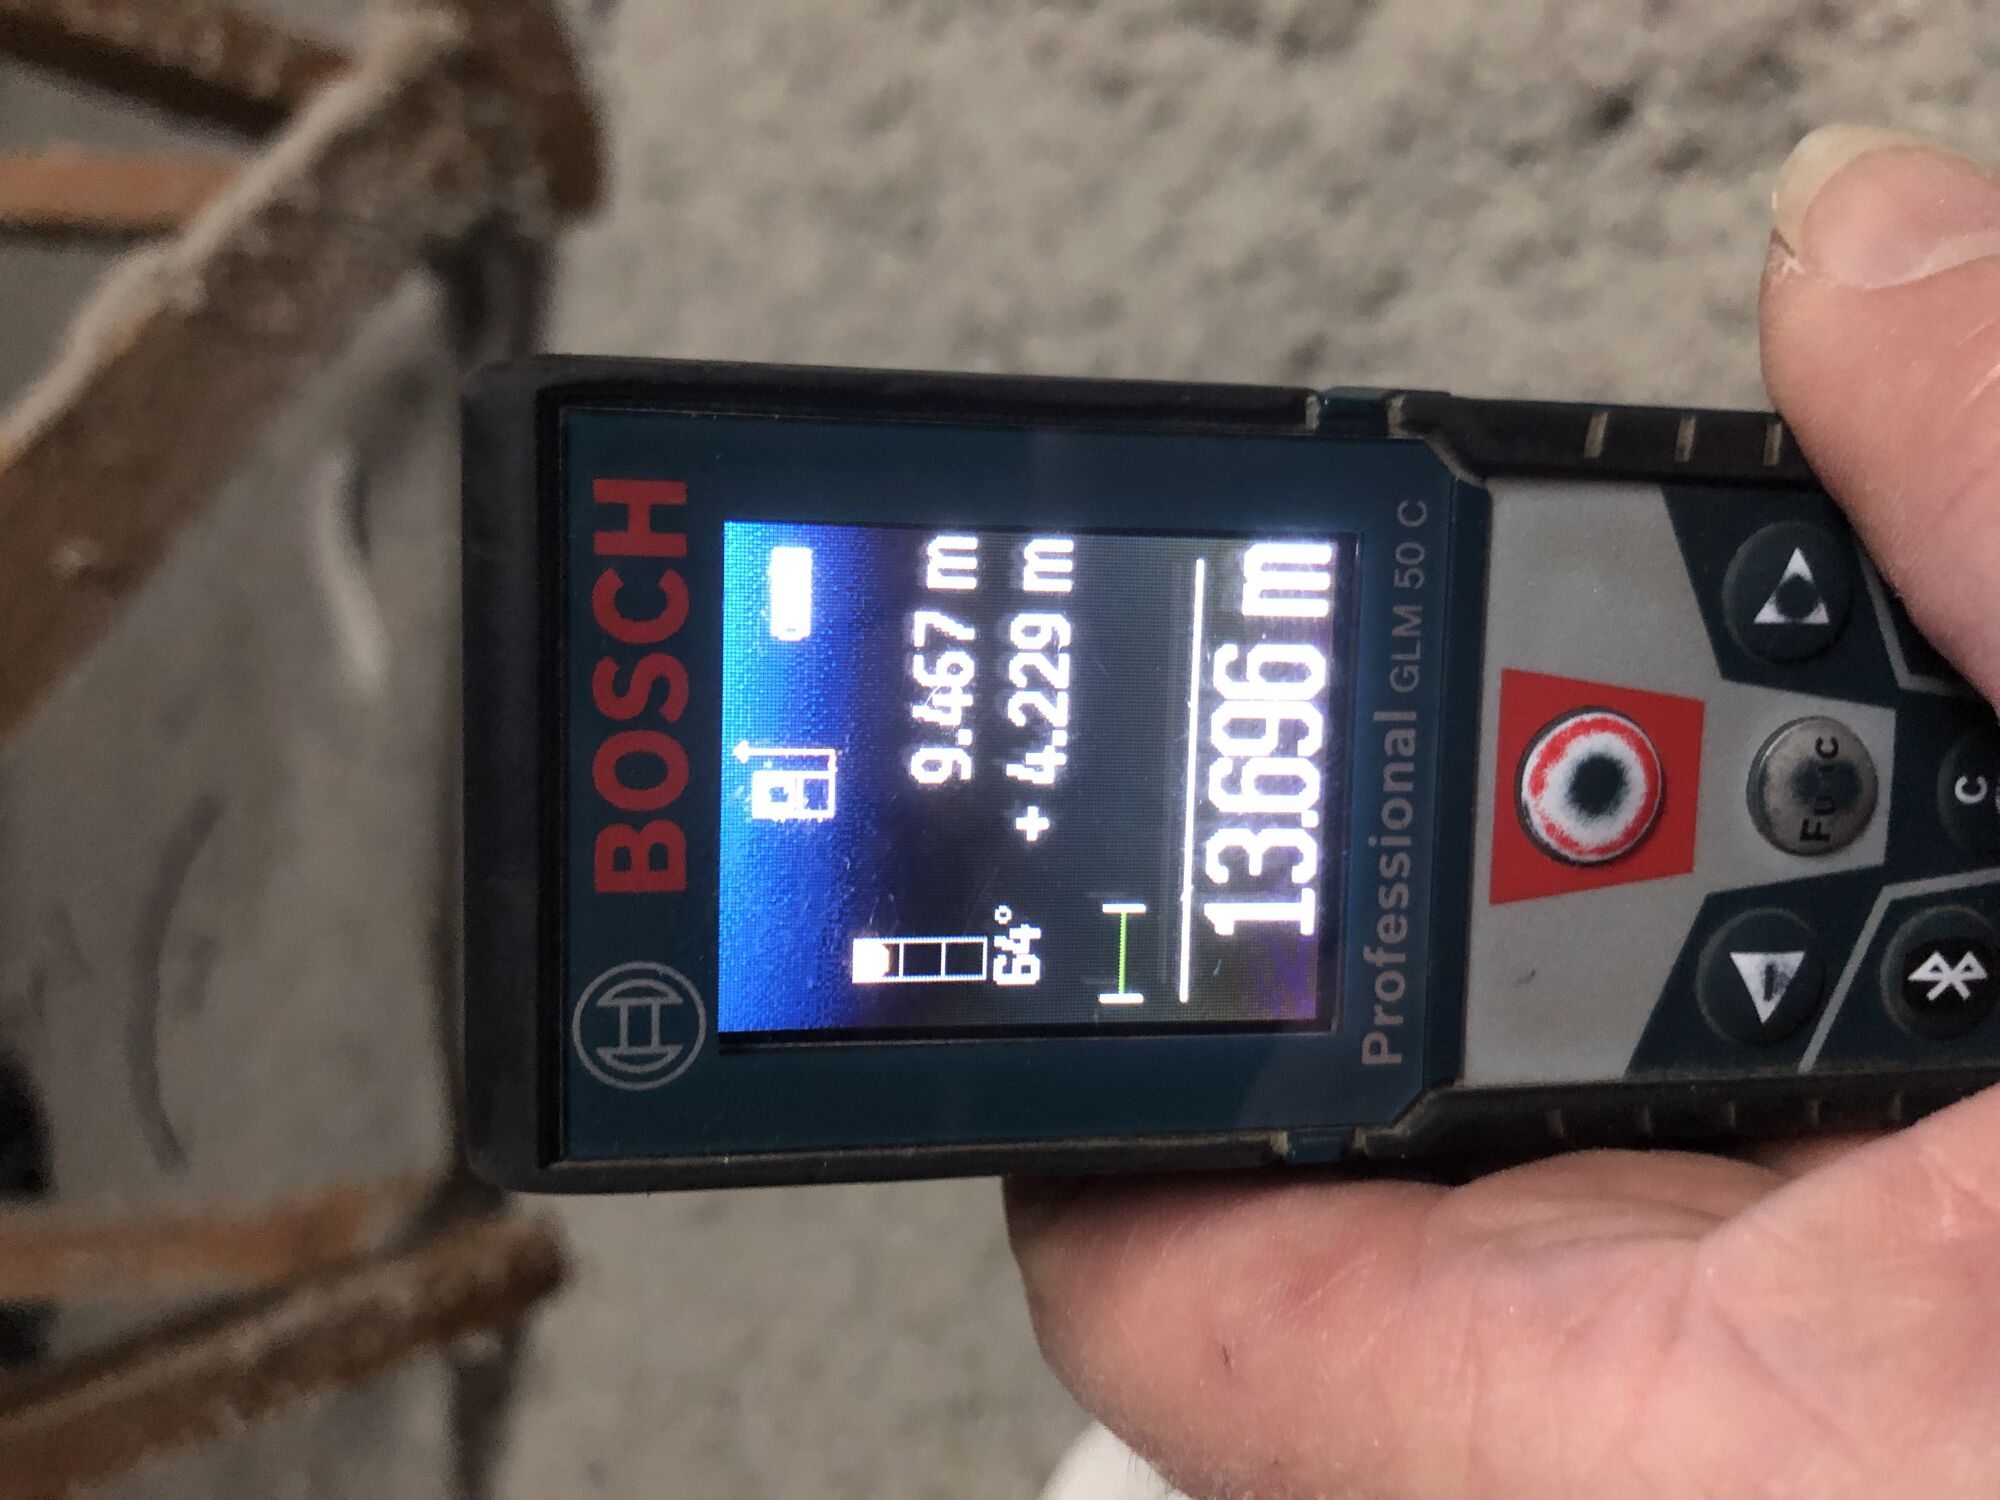 BOSCH
9.467 m
64° + 4.229 m
13.696 m
Professional GLM 50 C
Func
C